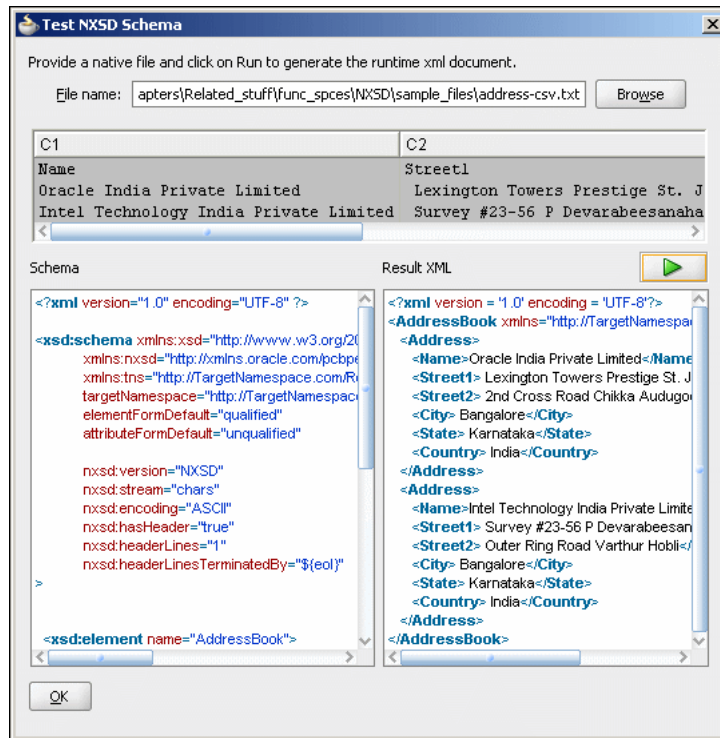 Test NXSD Schema
Provide a native file and click on Run to generate the runtime xml document.
File name: apters\Related_stuff\func_spces\NXSD\sample_files\address-csv.txt Browse
C1 C2
Name Street1
Oracle India Private Limited Lexington Towers Prestige St. J
Intel Technology India Private Limited Survey #23-56 P Devarabeesanaha
Schema
<?xml version="1.0" encoding="UTF-8" ?>
<xsd:schema xmlns:xsd="http://www.w3.org/20
xmlns:nxsd="http://xmlns.oracle.com/pcbpe
xmlns:tns="http://TargetNamespace.com/Re
targetNamespace="http://TargetNamespac
elementFormDefault="qualified"
attributeFormDefault="unqualified"
nxsd:version="NXSD"
nxsd:stream="chars"
nxsd:encoding="ASCII"
nxsd:hasHeader="true"
nxsd:headerLines="1"
nxsd:headerLinesTerminatedBy="${eol}"
>
<xsd:element name="AddressBook">
Result XML
<?xml version = '1.0' encoding = 'UTF-8'?>
<AddressBook xmlns="http://TargetNamespa
<Address>
<Name>Oracle India Private Limited</Name
<Street1> Lexington Towers Prestige St. J
<Street2> 2nd Cross Road Chikka Audugo
<City> Bangalore</City>
<State> Karnataka</State>
<Country> India</Country>
</Address>
<Address>
<Name>Intel Technology India Private Limite
<Street1> Survey #23-56 P Devarabeesan
<Street2> Outer Ring Road Varthur Hobli</
<City> Bangalore</City>
<State> Karnataka</State>
<Country> India</Country>
</Address>
</AddressBook>
OK